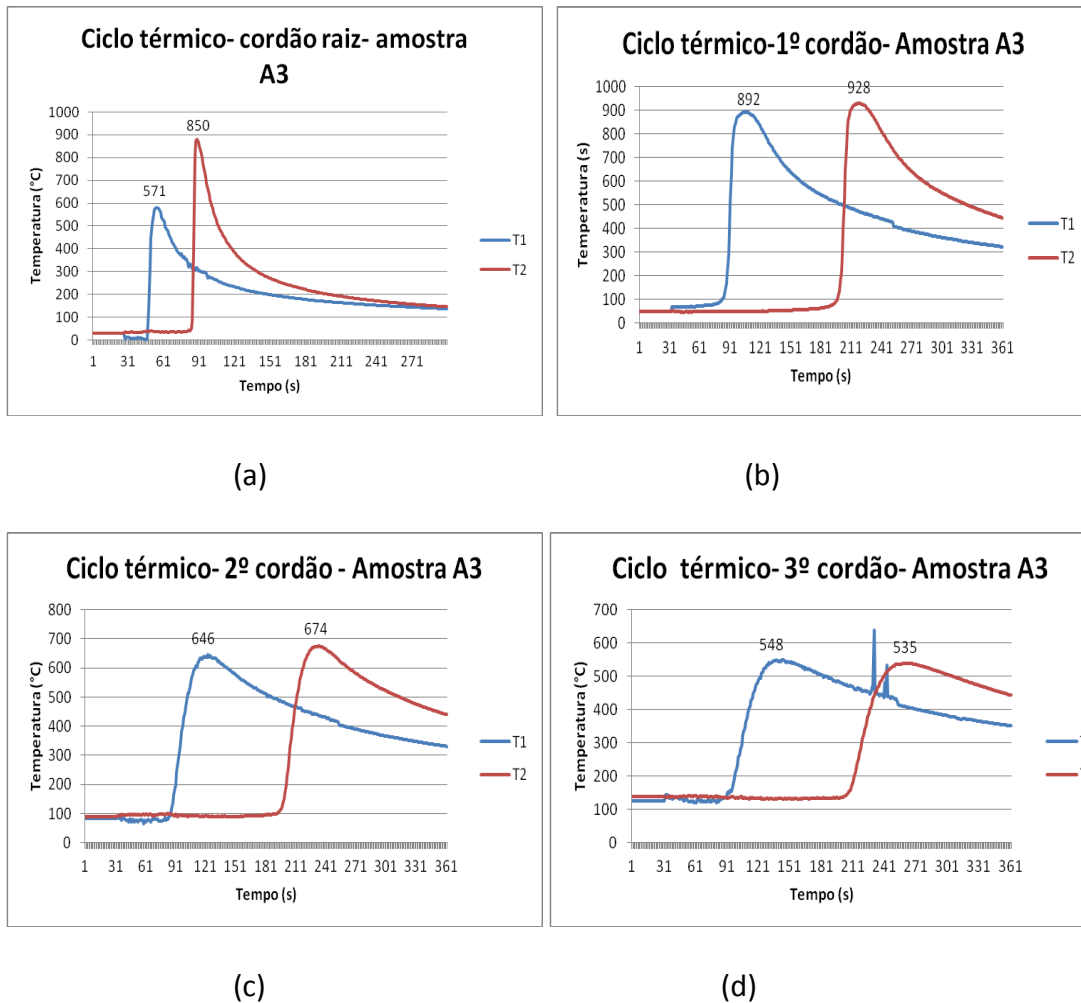 Ciclo térmico- cordão raiz- amostra
A3
Temperatura (°C)
1000
900
800
700
600
500
400
300
200
100
0
571
850
T1
T2
1 31 61 91 121 151 181 211 241 271
Tempo (s)
(a)
Ciclo térmico-1º cordão- Amostra A3
Temperatura (s)
1000
900
800
700
600
500
400
300
200
100
0
892
928
T1
T2
1 31 61 91 121 151 181 211 241 271 301 331 361
Tempo (s)
(b)
Ciclo térmico- 2º cordão - Amostra A3
Temperatura (°C)
800
700
600
500
400
300
200
100
0
646
674
T1
T2
1 31 61 91 121 151 181 211 241 271 301 331 361
Tempo (s)
(c)
Ciclo térmico- 3º cordão- Amostra A3
Temperatura (°C)
700
600
500
400
300
200
100
0
548
535
1 31 61 91 121 151 181 211 241 271 301 331 361
Tempo (s)
(d)